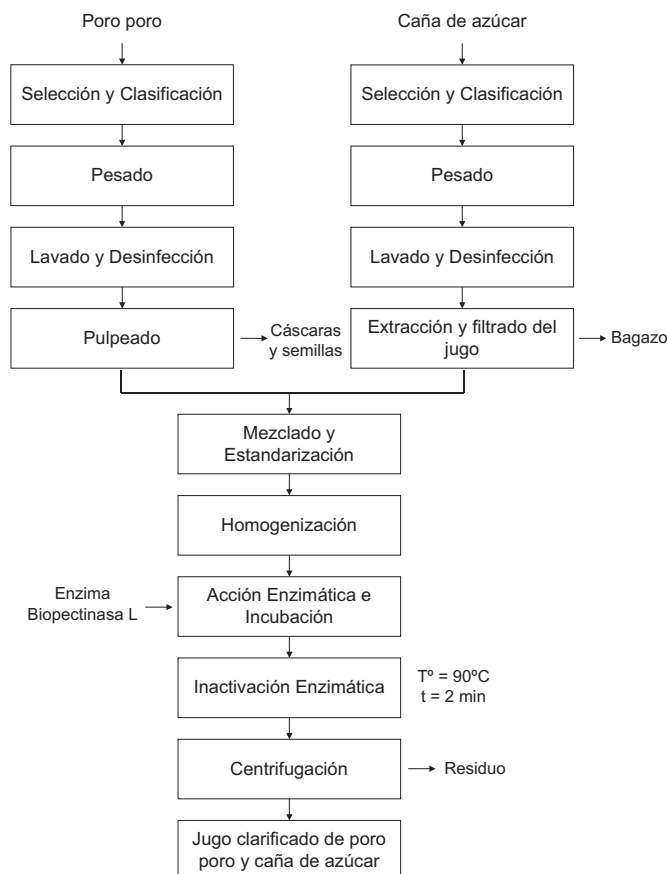 Poro poro
Caña de azúcar
Selección y Clasificación
Selección y Clasificación
Pesado
Pesado
Lavado y Desinfección
Lavado y Desinfección
Pulpeado
Cáscaras
y semillas
Extracción y filtrado del
jugo
Bagazo
Mezclado y
Estandarización
Homogenización
Enzima
Biopectinasa L
Acción Enzimática e
Incubación
Inactivación Enzimática
Tº = 90ºC
t = 2 min
Centrifugación
Residuo
Jugo clarificado de poro
poro y caña de azúcar